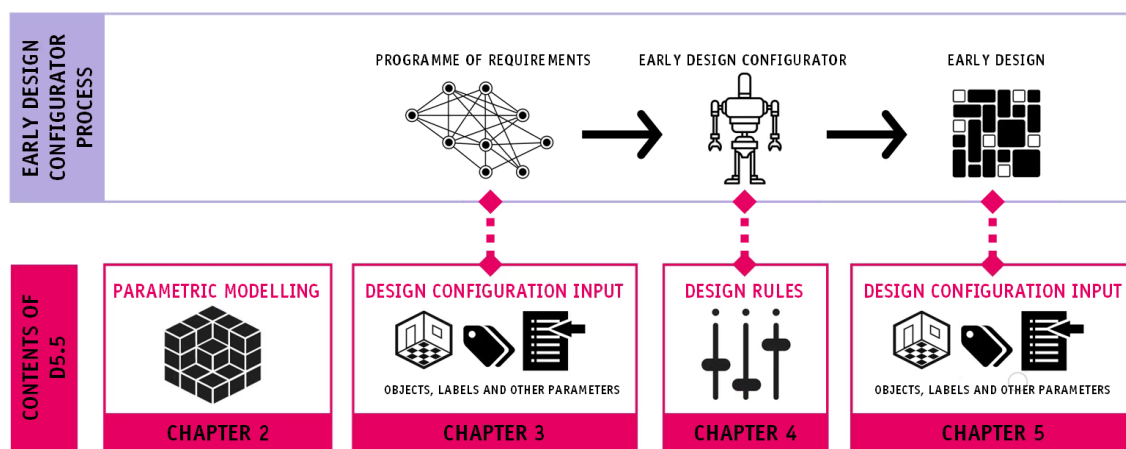 EARLY DESIGN
CONFIGURATOR
PROCESS
PROGRAMME OF REQUIREMENTS
EARLY DESIGN CONFIGURATOR
EARLY DESIGN
CONTENTS OF
D5.5
PARAMETRIC MODELLING
CHAPTER 2
DESIGN CONFIGURATION INPUT
OBJECTS, LABELS AND OTHER PARAMETERS
CHAPTER 3
DESIGN RULES
CHAPTER 4
DESIGN CONFIGURATION INPUT
OBJECTS, LABELS AND OTHER PARAMETERS
CHAPTER 5